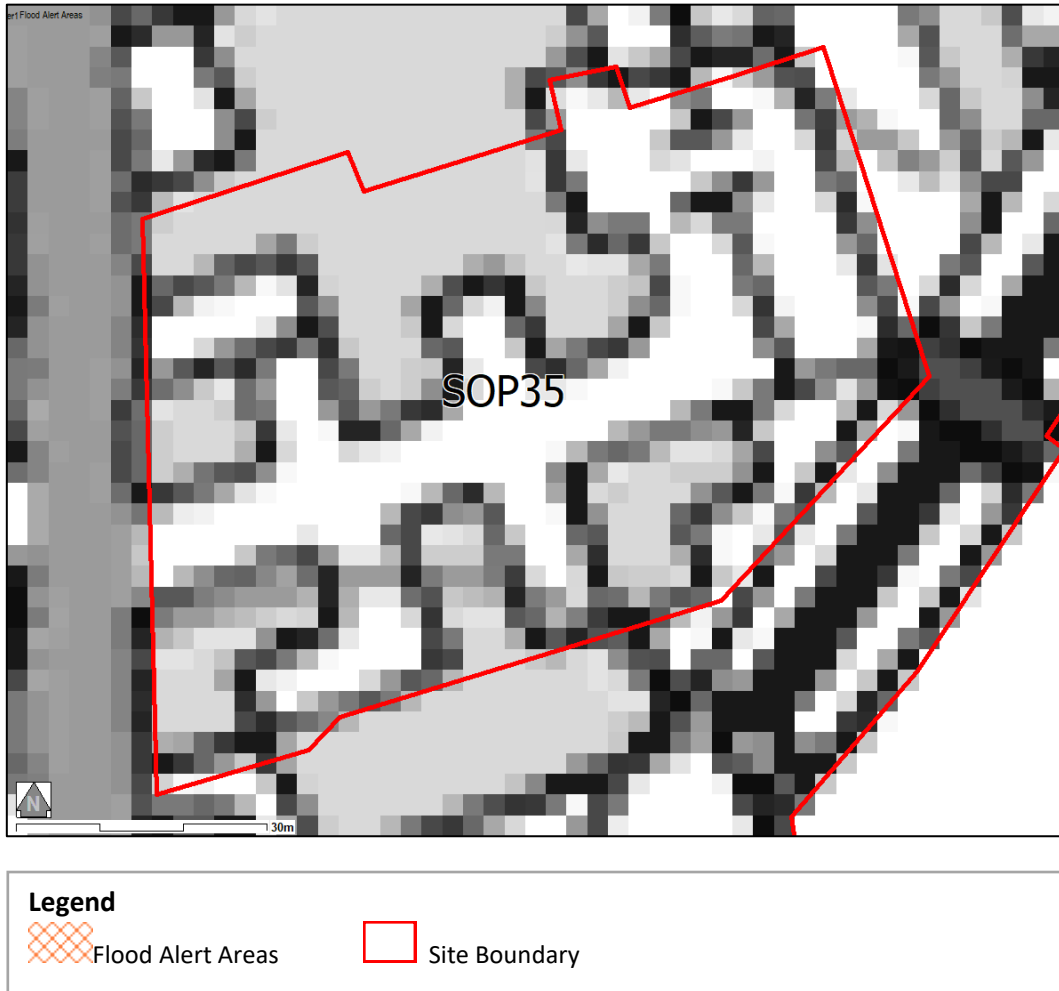 Flood Alert Areas
SOP35
N
30m
Legend
Flood Alert Areas
Site Boundary